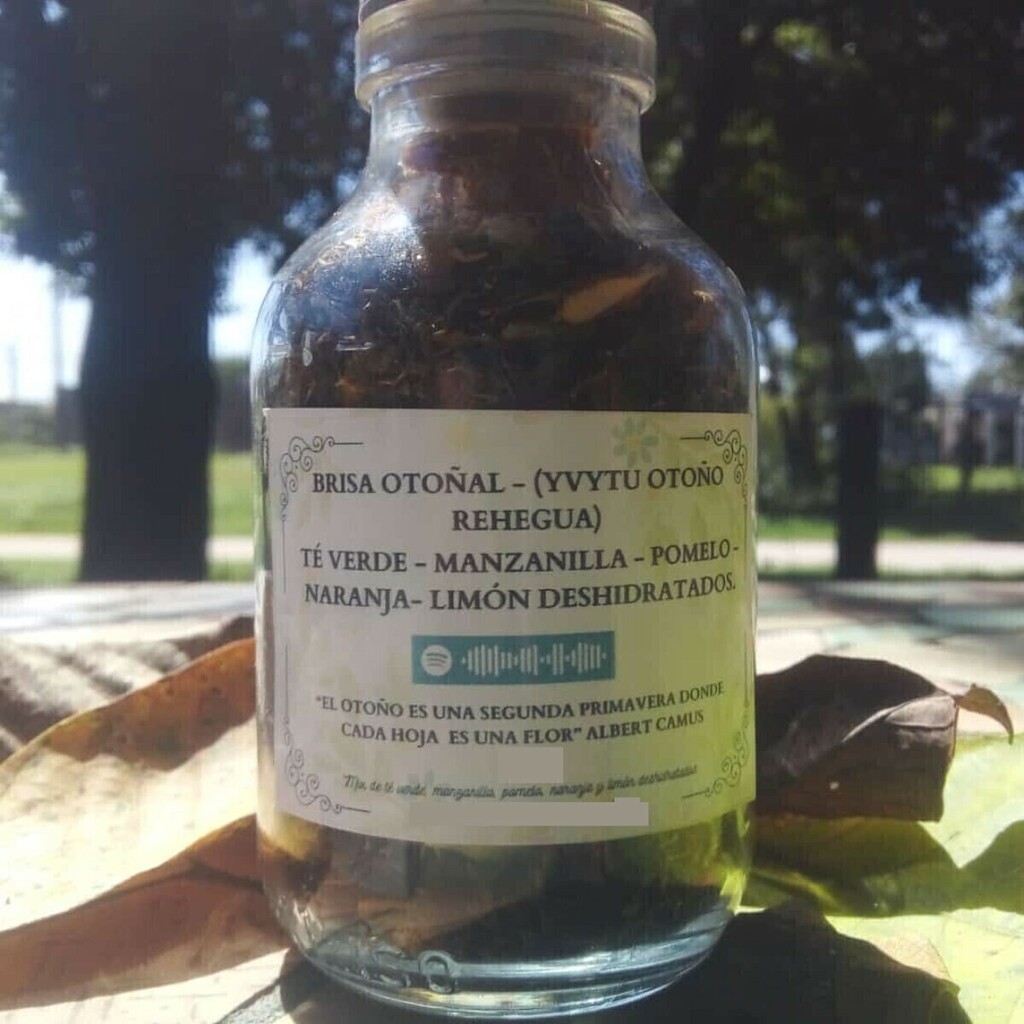 BRISA OTOÑAL - (YVYTU OTOÑO
REHEGUA)
TÉ VERDE - MANZANILLA - POMELO -
NARANJA- LIMÓN DESHIDRATADOS.
"EL OTOÑO ES UNA SEGUNDA PRIMAVERA DONDE
CADA HOJA ES UNA FLOR" ALBERT CAMUS
Mix de té verde, manzanilla, pomelo, naranja y limón deshidratados